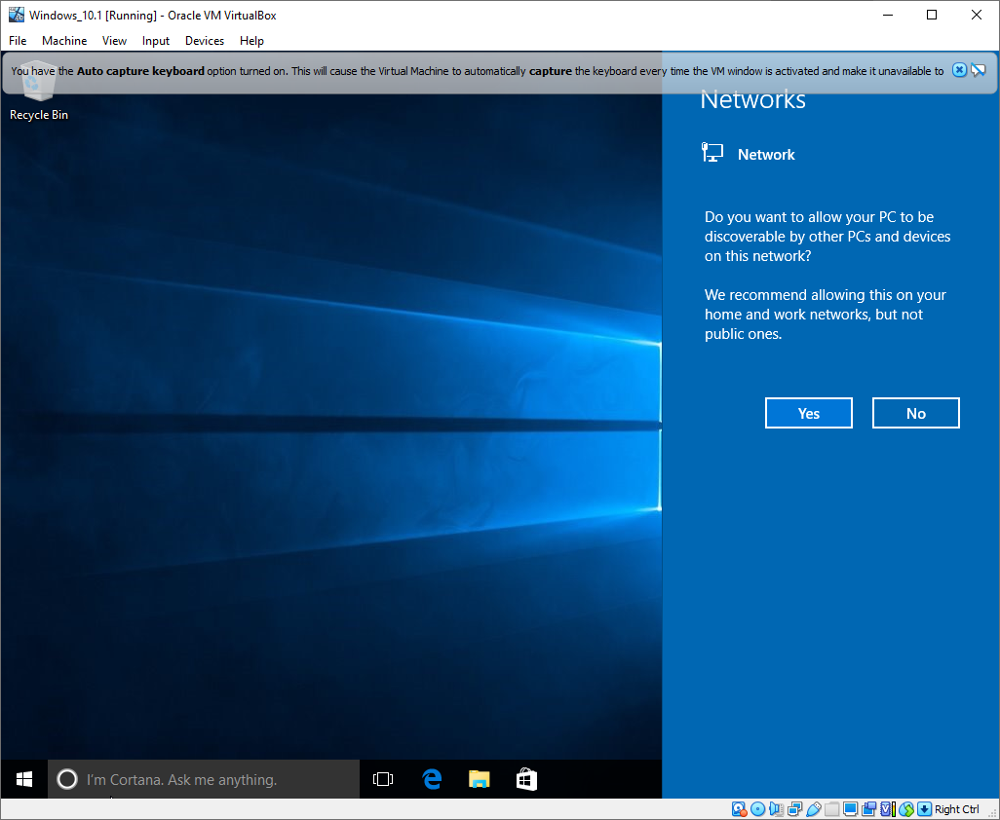 Windows_10.1 [Running] - Oracle VM VirtualBox
File Machine View Input Devices Help
You have the Auto capture keyboard option turned on. This will cause the Virtual Machine to automatically capture the keyboard every time the VM window is activated and make it unavailable to
Recycle Bin
Networks
Network
Do you want to allow your PC to be
discoverable by other PCs and devices
on this network?
We recommend allowing this on your
home and work networks, but not
public ones.
Yes No
I'm Cortana. Ask me anything.
Right Ctrl